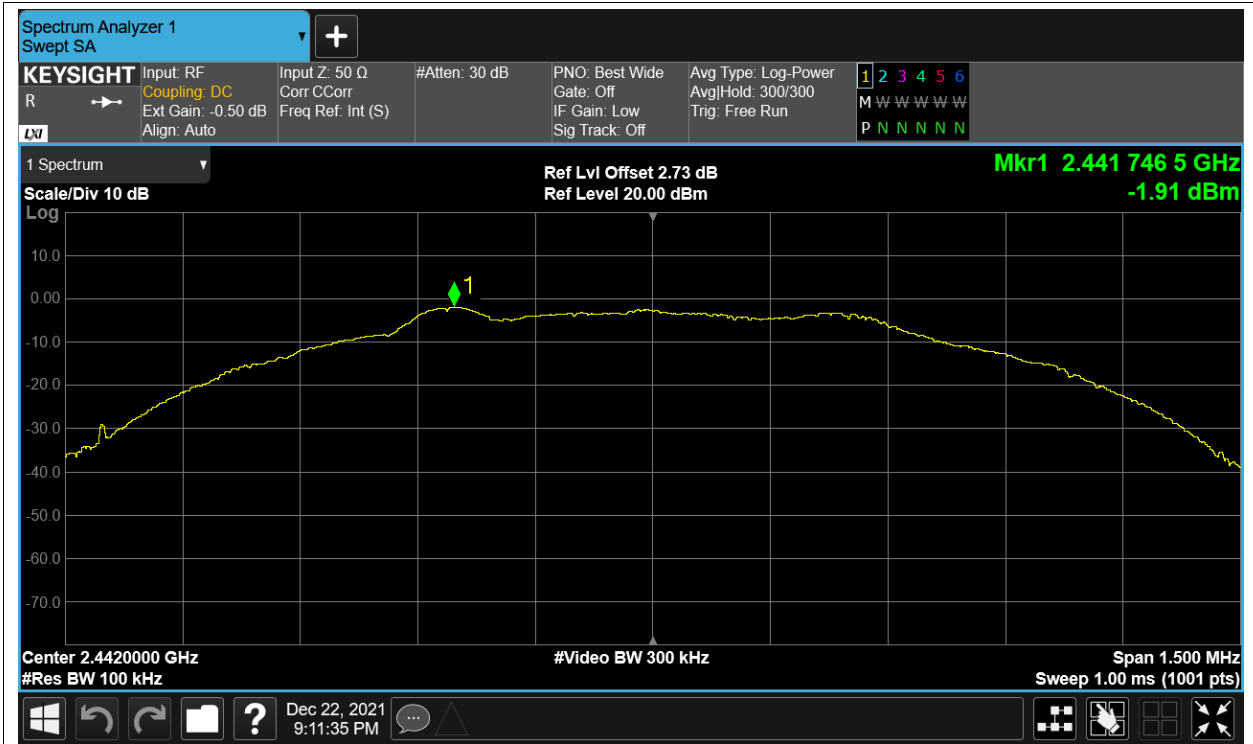 Spectrum Analyzer 1
Swept SA
KEYSIGHT
R
LXI
Input: RF
Coupling: DC
Ext Gain: -0.50 dB
Align: Auto
Input Z: 50 Ω
Corr CCorr
Freq Ref: Int (S)
#Atten: 30 dB
PNO: Best Wide
Gate: Off
IF Gain: Low
Sig Track: Off
Avg Type: Log-Power
Avg|Hold: 300/300
Trig: Free Run
1 2 3 4 5 6
M W W W W W
P N N N N N
1 Spectrum
Scale/Div 10 dB
Ref Lvl Offset 2.73 dB
Ref Level 20.00 dBm
Mkr1 2.441 746 5 GHz
-1.91 dBm
Log
10.0
0.00
-10.0
-20.0
-30.0
-40.0
-50.0
-60.0
-70.0
1
Center 2.4420000 GHz
#Res BW 100 kHz
#Video BW 300 kHz
Span 1.500 MHz
Sweep 1.00 ms (1001 pts)
?
Dec 22, 2021
9:11:35 PM